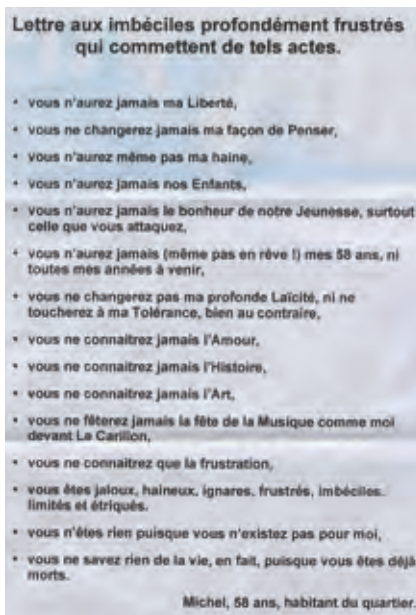 Lettre aux imbéciles profondément frustrés
qui commettent de tels actes.
• vous n'aurez jamais ma Liberté,
• vous ne changerez jamais ma façon de Penser,
• vous n'aurez même pas ma haine,
• vous n'aurez jamais nos Enfants,
• vous n'aurez jamais le bonheur de notre Jeunesse, surtout
celle que vous attaquez,
• vous n'aurez jamais (même pas en rêve !) mes 58 ans, ni
toutes mes années à venir,
• vous ne changerez pas ma profonde Laïcité, ni ne
toucherez à ma Tolérance, bien au contraire,
• vous ne connaitrez jamais l'Amour,
• vous ne connaitrez jamais l'Histoire,
• vous ne connaitrez jamais l'Art,
• vous ne fêterez jamais la fête de la Musique comme moi
devant Le Carillon,
• vous ne connaitrez que la frustration,
• vous êtes jaloux, haineux, ignares, frustrés, imbéciles,
limités et étriqués.
• vous n'êtes rien puisque vous n'existez pas pour moi,
• vous ne savez rien de la vie, en fait, puisque vous êtes déjà
morts.
Michel, 58 ans, habitant du quartier